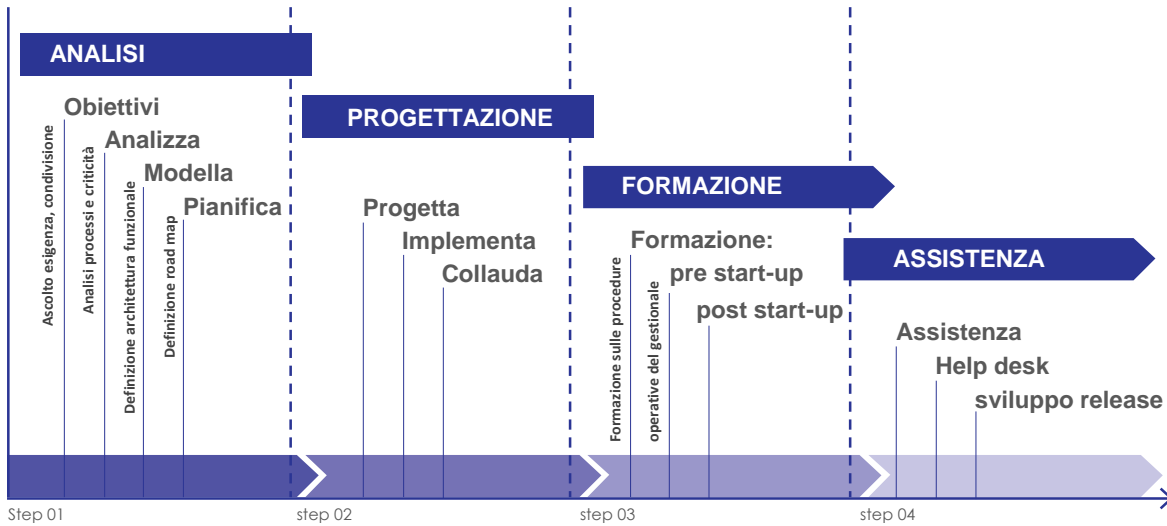 ANALISI
Obiettivi
Analizza
Modella
Pianifica
Ascolto esigenza, condivisione
Analisi processi e criticità
Definizione architettura funzionale
Definizione road map
PROGETTAZIONE
Progetta
Implementa
Collauda
FORMAZIONE
Formazione:
pre start-up
post start-up
Formazione sulle procedure
operative del gestionale
ASSISTENZA
Assistenza
Help desk
sviluppo release
Step 01
step 02
step 03
step 04